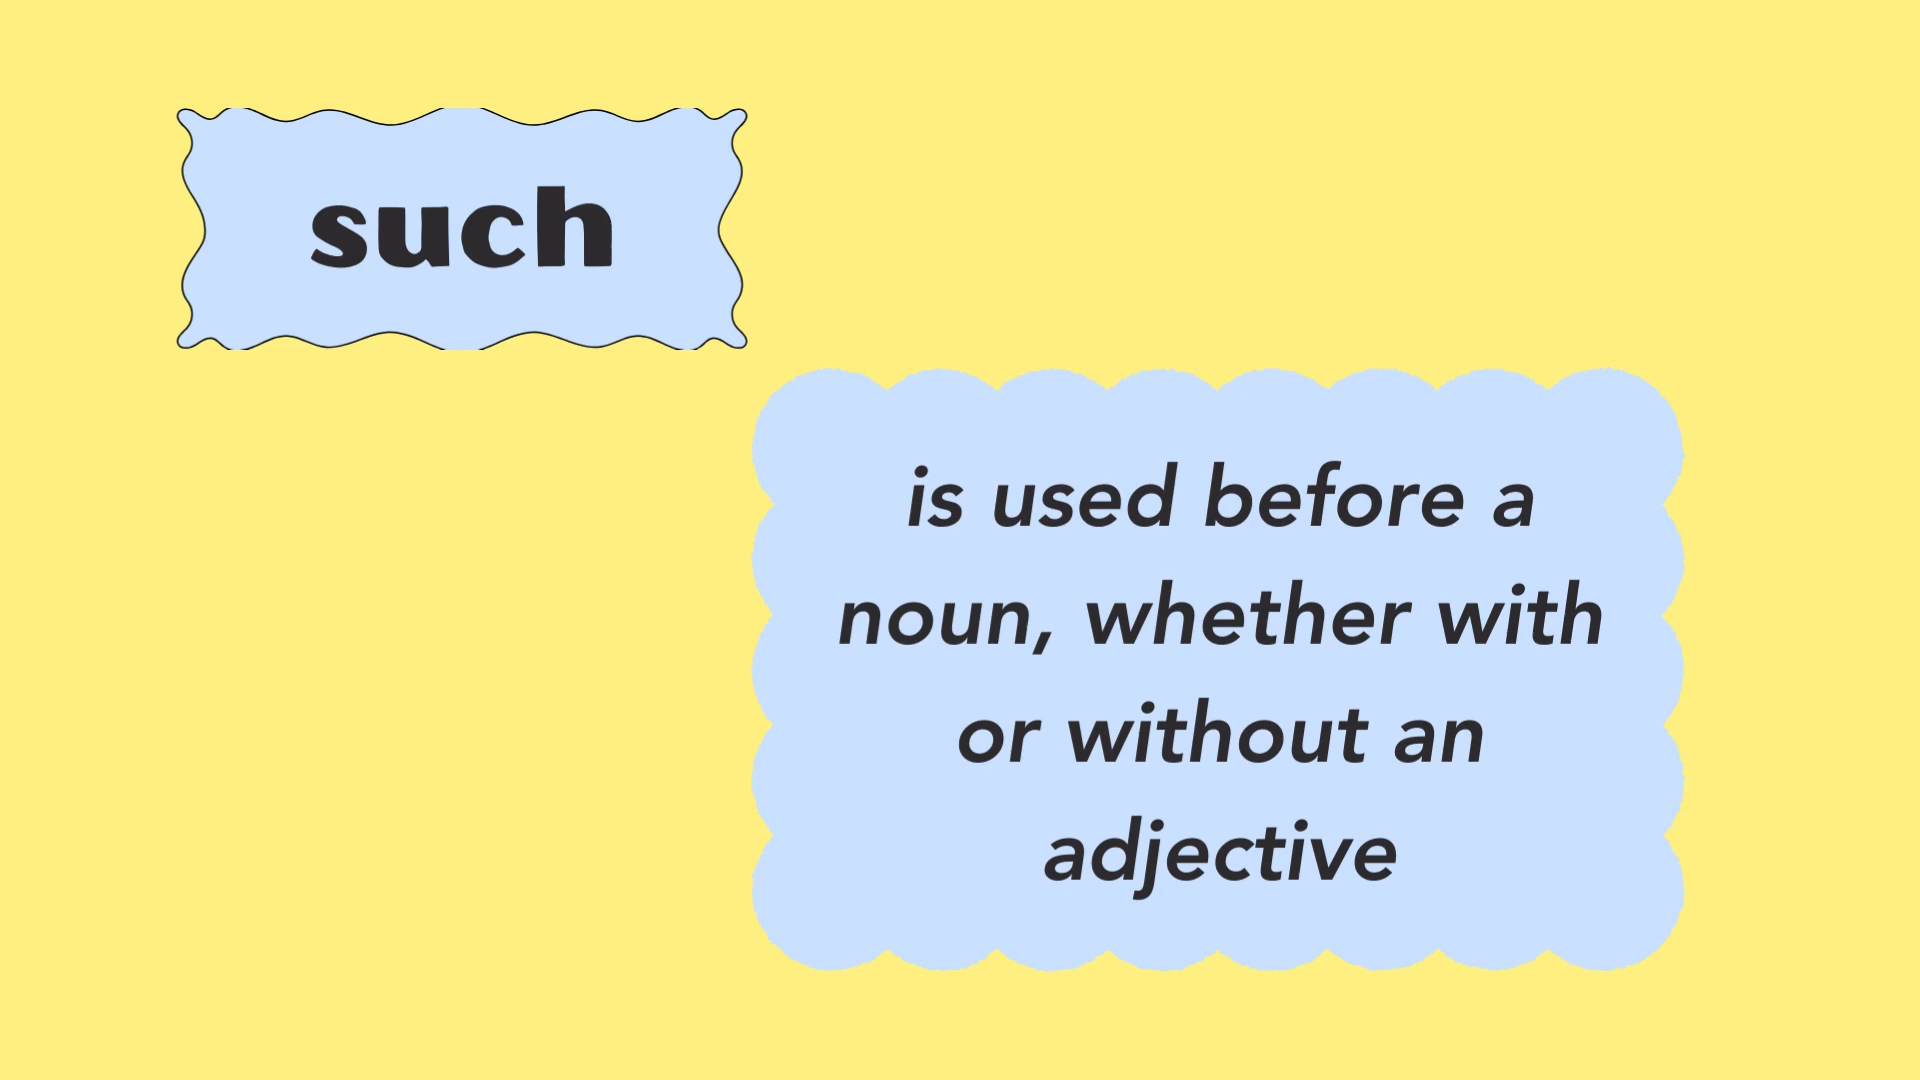 such
is used before a
noun, whether with
or without an
adjective